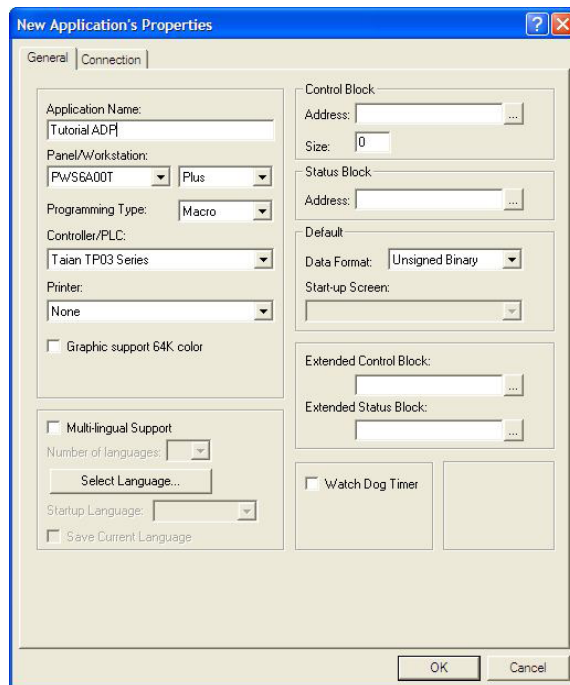 New Application's Properties
General Connection
Application Name:
Tutorial ADP
Panel/Workstation:
PWS6A00T Plus
Programming Type: Macro
Controller/PLC:
Taian TP03 Series
Printer:
None
Graphic support 64K color
Multi-lingual Support
Number of languages:
Select Language...
Startup Language:
Save Current Language
Control Block
Address: ...
Size: 0
Status Block
Address: ...
Default
Data Format: Unsigned Binary
Start-up Screen:
Extended Control Block:
...
Extended Status Block:
...
Watch Dog Timer
OK Cancel